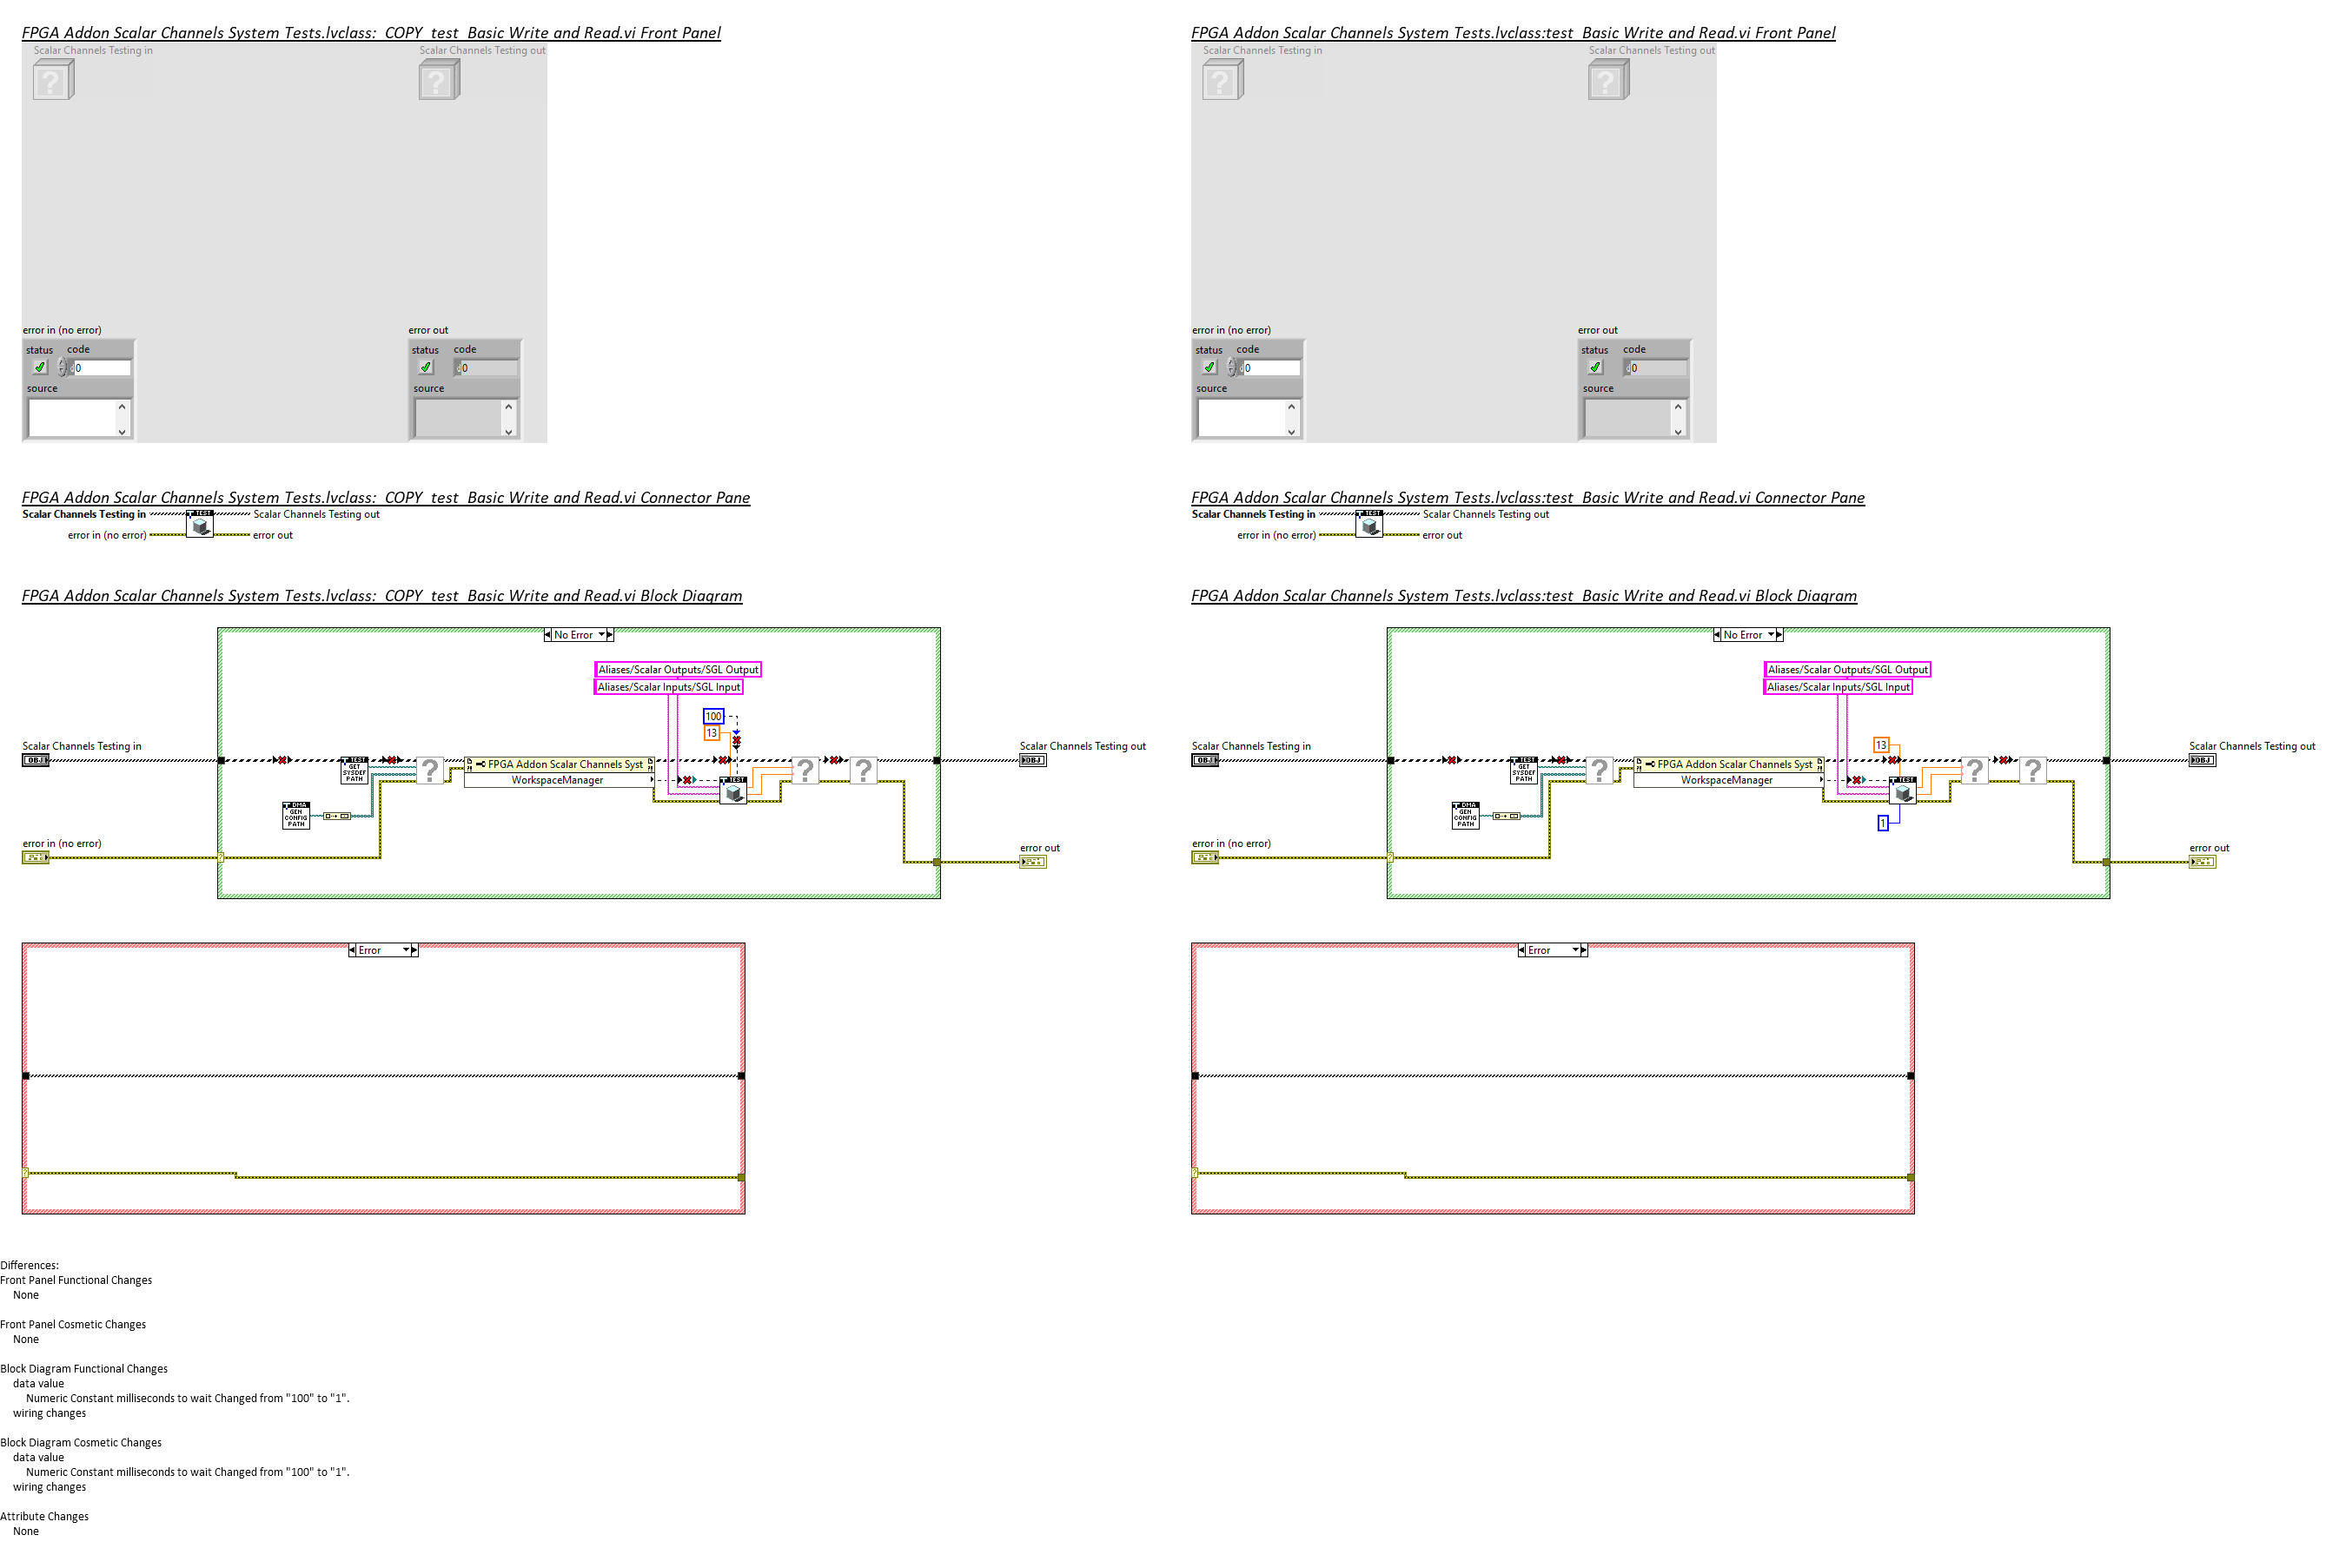 FPGA Addon Scalar Channels System Tests.lvclass:_COPY_test_Basic Write and Read.vi Front Panel
Scalar Channels Testing in
Scalar Channels Testing out
error in (no error)
status
code
0
source
error out
status
code
0
source
FPGA Addon Scalar Channels System Tests.lvclass:test_Basic Write and Read.vi Front Panel
Scalar Channels Testing in
Scalar Channels Testing out
error in (no error)
status
code
0
source
error out
status
code
0
source
FPGA Addon Scalar Channels System Tests.lvclass:_COPY_test_Basic Write and Read.vi Connector Pane
Scalar Channels Testing in
TEST
Scalar Channels Testing out
error in (no error)
error out
FPGA Addon Scalar Channels System Tests.lvclass:test_Basic Write and Read.vi Connector Pane
Scalar Channels Testing in
TEST
Scalar Channels Testing out
error in (no error)
error out
FPGA Addon Scalar Channels System Tests.lvclass:_COPY_test_Basic Write and Read.vi Block Diagram
No Error
Aliases/Scalar Outputs/SGL Output
Aliases/Scalar Inputs/SGL Input
100
13
Scalar Channels Testing in
OBJ
TEST
GET
SYSDEF
PATH
?
FPGA Addon Scalar Channels Syst
WorkspaceManager
TEST
?
?
Scalar Channels Testing out
OBJ
DMA
GEN
CONFIG
PATH
error in (no error)
?
error out
Error
?
FPGA Addon Scalar Channels System Tests.lvclass:test_Basic Write and Read.vi Block Diagram
No Error
Aliases/Scalar Outputs/SGL Output
Aliases/Scalar Inputs/SGL Input
13
Scalar Channels Testing in
OBJ
TEST
GET
SYSDEF
PATH
?
FPGA Addon Scalar Channels Syst
WorkspaceManager
TEST
?
?
Scalar Channels Testing out
OBJ
DMA
GEN
CONFIG
PATH
1
error in (no error)
?
error out
Error
?
Differences:
Front Panel Functional Changes
None
Front Panel Cosmetic Changes
None
Block Diagram Functional Changes
data value
Numeric Constant milliseconds to wait Changed from "100" to "1".
wiring changes
Block Diagram Cosmetic Changes
data value
Numeric Constant milliseconds to wait Changed from "100" to "1".
wiring changes
Attribute Changes
None